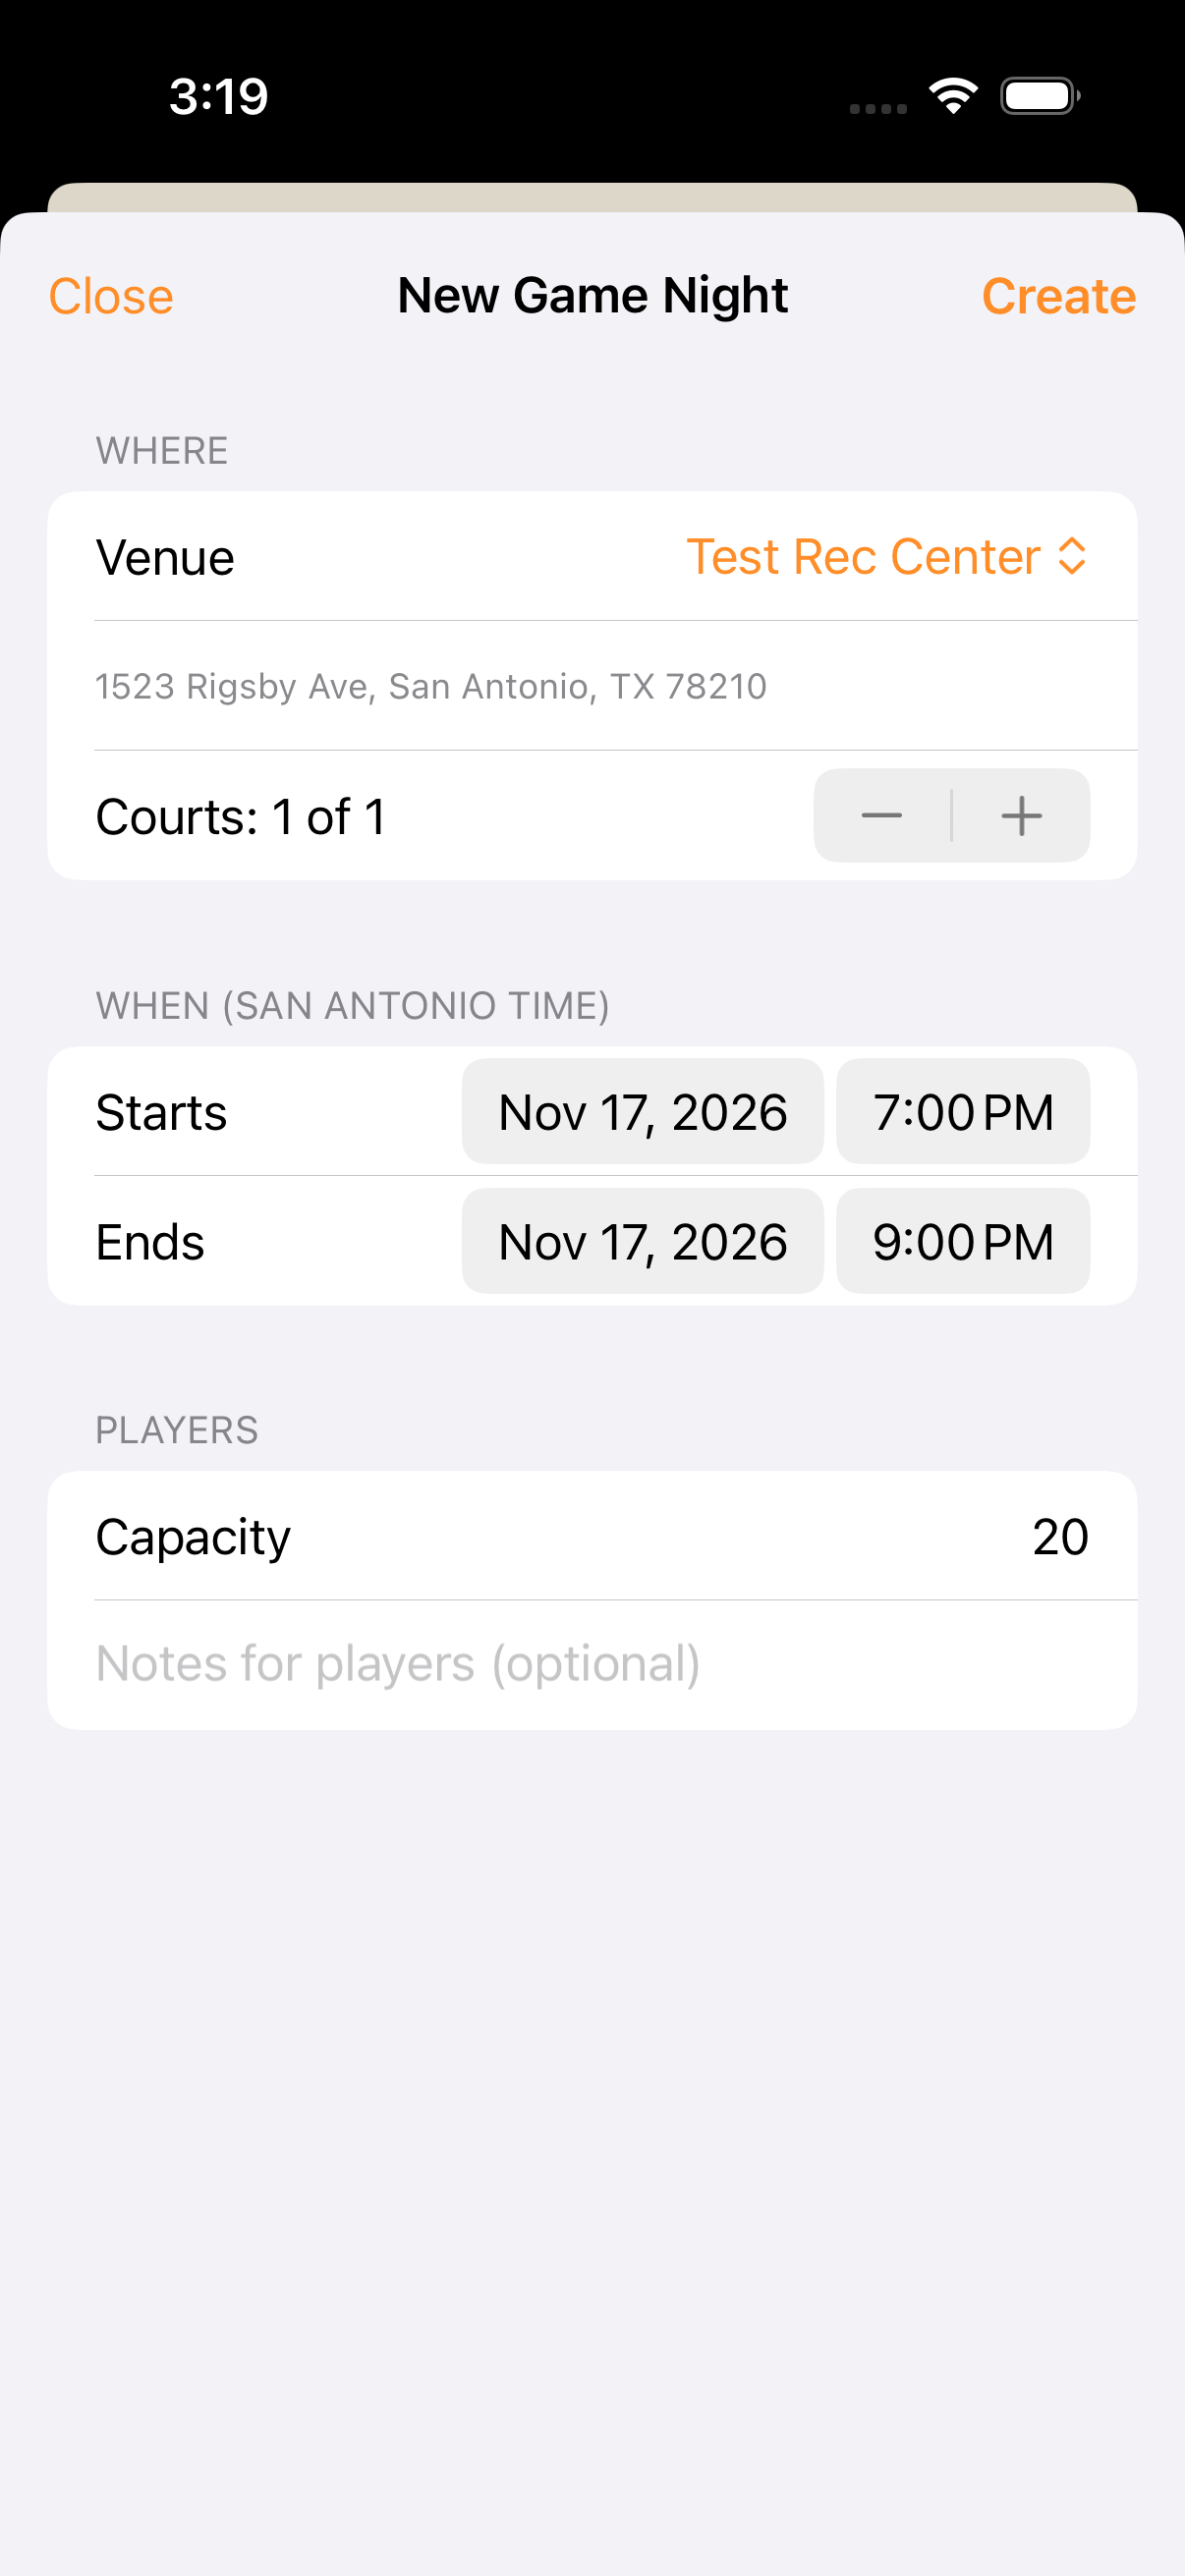 3:19
Close New Game Night Create
WHERE
Venue Test Rec Center
1523 Rigsby Ave, San Antonio, TX 78210
Courts: 1 of 1
WHEN (SAN ANTONIO TIME)
Starts Nov 17, 2026 7:00 PM
Ends Nov 17, 2026 9:00 PM
PLAYERS
Capacity 20
Notes for players (optional)